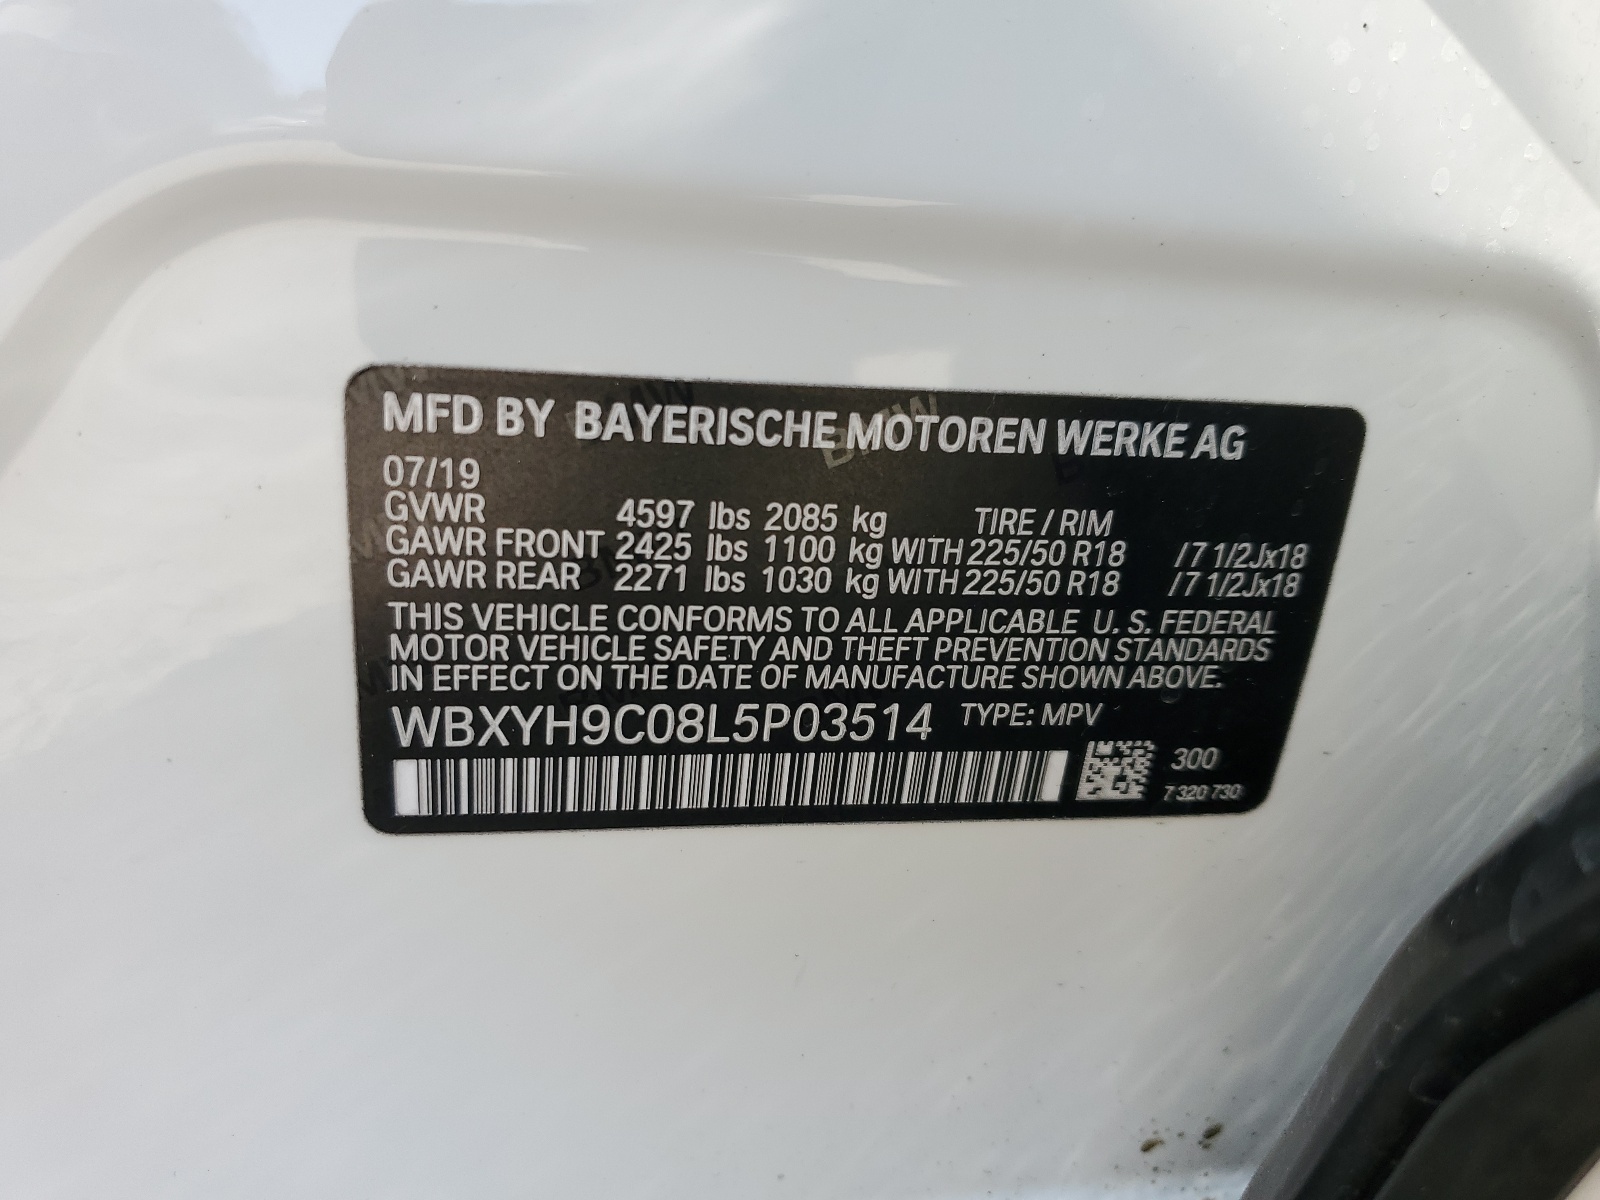 MFD BY BAYERISCHE MOTOREN WERKE AG
07/19
GVWR 4597 lbs 2085 kg TIRE / RIM
GAWR FRONT 2425 lbs 1100 kg WITH 225/50 R18 /7 1/2Jx18
GAWR REAR 2271 lbs 1030 kg WITH 225/50 R18 /7 1/2Jx18
THIS VEHICLE CONFORMS TO ALL APPLICABLE U. S. FEDERAL
MOTOR VEHICLE SAFETY AND THEFT PREVENTION STANDARDS
IN EFFECT ON THE DATE OF MANUFACTURE SHOWN ABOVE.
WBXYH9C08L5P03514 TYPE: MPV
300
7 320 730